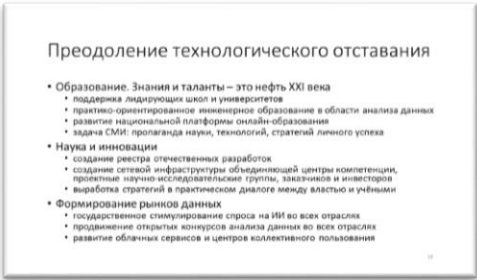 Преодоление технологического отставания
• Образование. Знания и таланты – это нефть XXI века
• поддержка лидирующих школ и университетов
• практико-ориентированное инженерное образование в области анализа данных
• развитие национальной платформы онлайн-образования
• задача СМИ: пропаганда науки, технологий, стратегий личного успеха
• Наука и инновации
• создание реестра отечественных разработок
• создание сетевой инфраструктуры объединяющей центры компетенции,
проектные научно-исследовательские группы, заказчиков и инвесторов
• выработка стратегий в практическом диалоге между властью и учёными
• Формирование рынков данных
• государственное стимулирование спроса на ИИ во всех отраслях
• продвижение открытых конкурсов анализа данных во всех отраслях
• развитие облачных сервисов и центров коллективного пользования